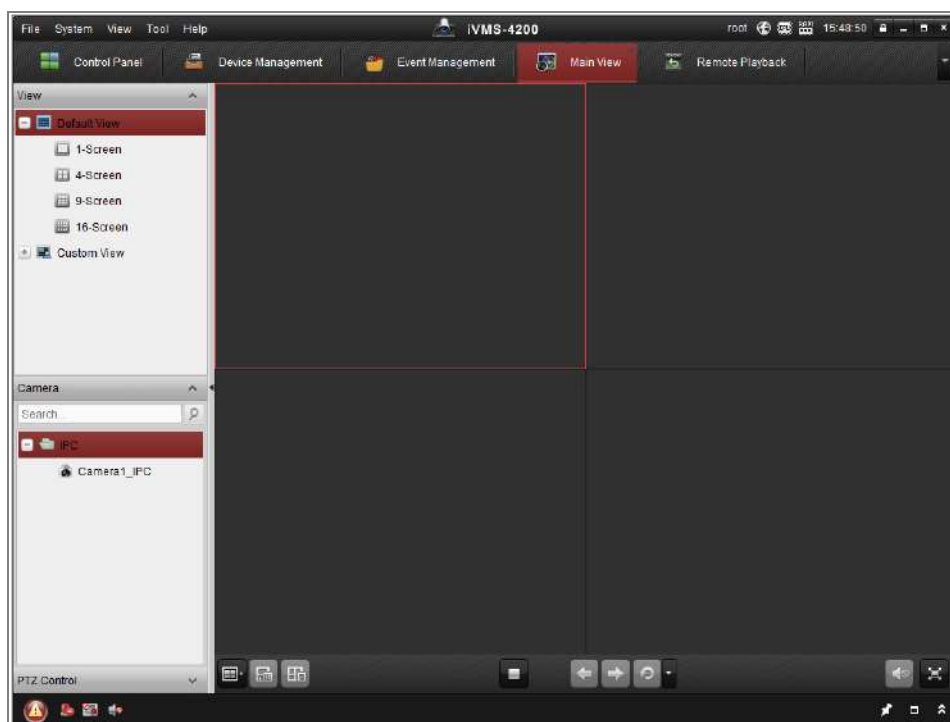 File System View Tool Help iVMS-4200 root 15:48:50
Control Panel Device Management Event Management Main View Remote Playback
View
Default View
1-Screen
4-Screen
9-Screen
16-Screen
Custom View
Camera
Search...
IPC
Camera1_IPC
PTZ Control